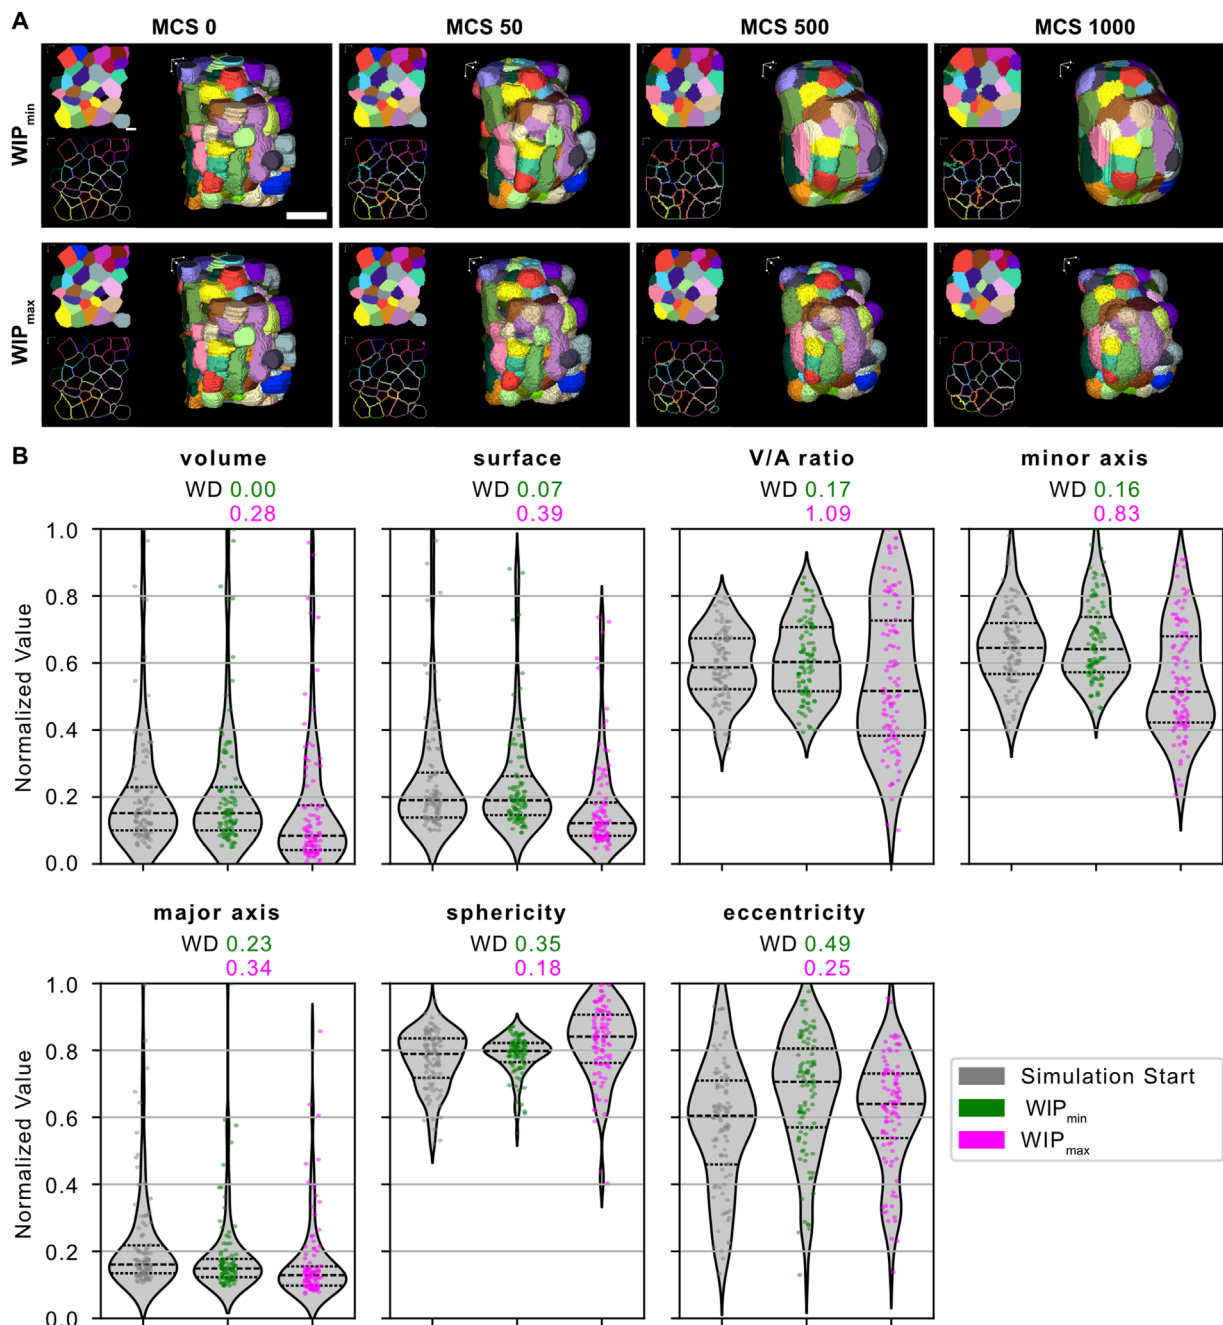 A
MCS 0 MCS 50 MCS 500 MCS 1000
WIPmin
WIPmax
B
volume surface V/A ratio minor axis
WD 0.00 WD 0.07 WD 0.17 WD 0.16
0.28 0.39 1.09 0.83
Normalized Value
1.0
0.8
0.6
0.4
0.2
0.0
major axis sphericity eccentricity
WD 0.23 WD 0.35 WD 0.49
0.34 0.18 0.25
Normalized Value
1.0
0.8
0.6
0.4
0.2
0.0
Simulation Start
WIPmin
WIPmax